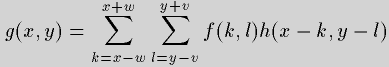 g(x, y) = \sum_{k=x-w}^{x+w} \sum_{l=y-v}^{y+v} f(k, l)h(x - k, y - l)